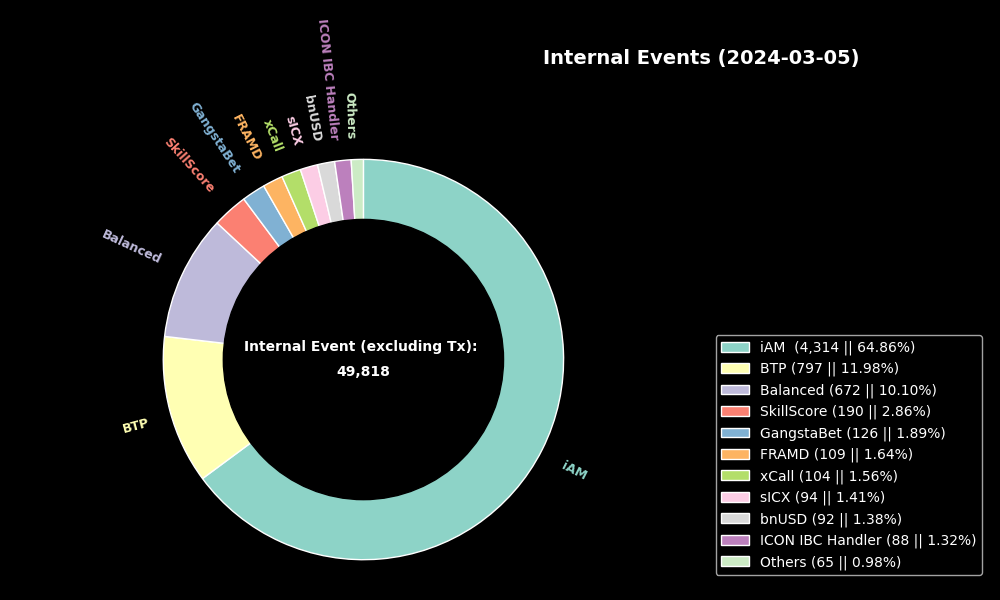 Internal Events (2024-03-05)
ICON IBC Handler
Others
bnUSD
sICX
xCall
FRAMD
GangstaBet
SkillScore
Balanced
BTP
iAM
Internal Event (excluding Tx):
49,818
iAM  (4,314 || 64.86%)
BTP (797 || 11.98%)
Balanced (672 || 10.10%)
SkillScore (190 || 2.86%)
GangstaBet (126 || 1.89%)
FRAMD (109 || 1.64%)
xCall (104 || 1.56%)
sICX (94 || 1.41%)
bnUSD (92 || 1.38%)
ICON IBC Handler (88 || 1.32%)
Others (65 || 0.98%)